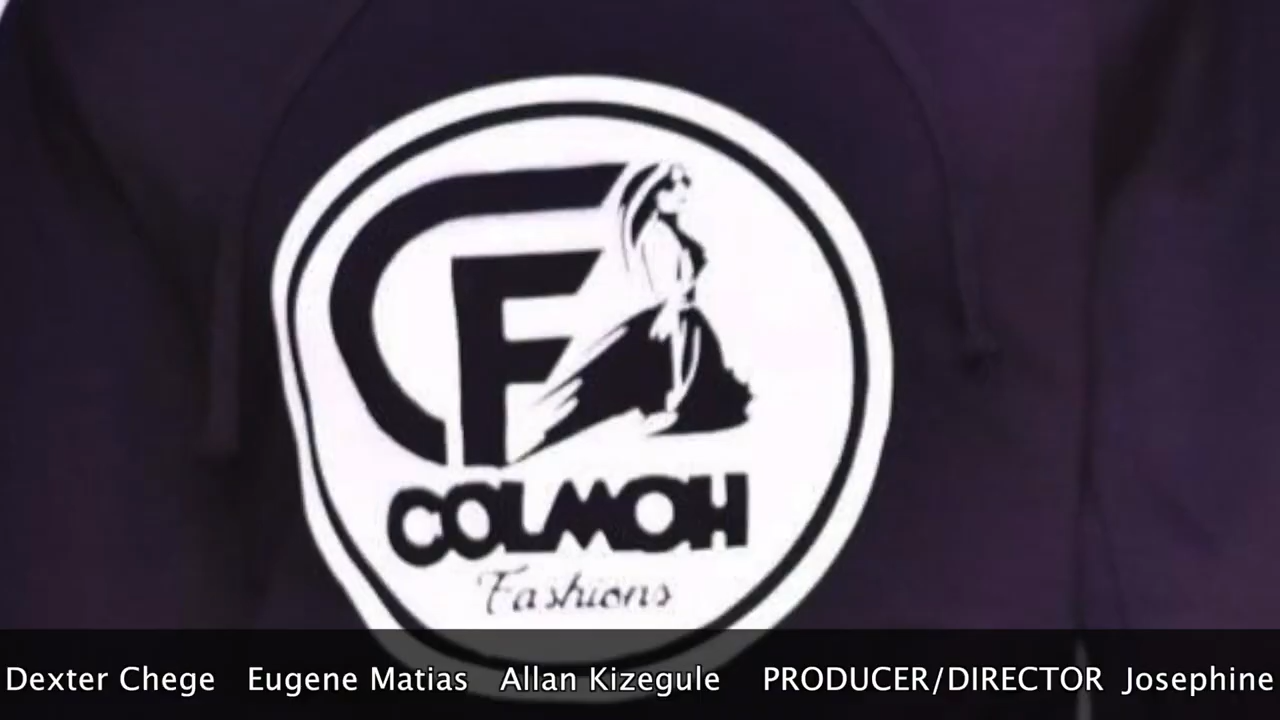 CF
COLMOH
Fashions
Dexter Chege Eugene Matias Allan Kizegule PRODUCER/DIRECTOR Josephine